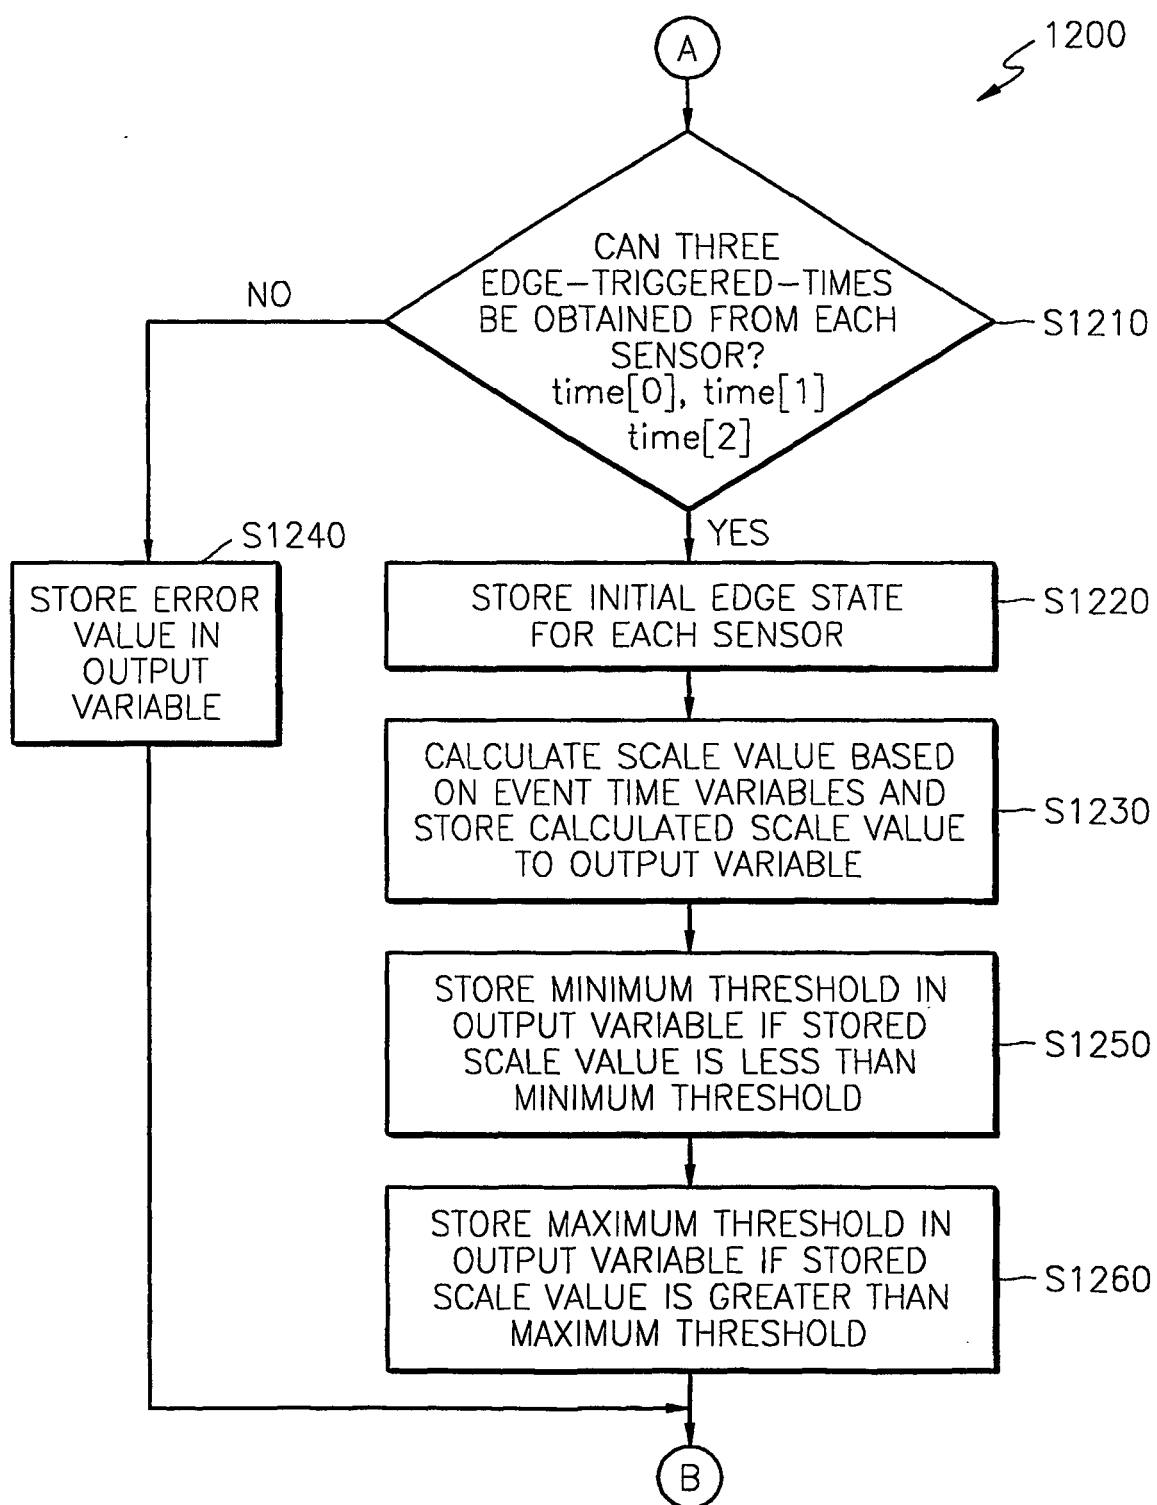 A
1200
CAN THREE
EDGE-TRIGGERED-TIMES
BE OBTAINED FROM EACH
SENSOR?
time[0], time[1]
time[2]
S1210
NO
YES
S1240
STORE ERROR
VALUE IN
OUTPUT
VARIABLE
STORE INITIAL EDGE STATE
FOR EACH SENSOR
S1220
CALCULATE SCALE VALUE BASED
ON EVENT TIME VARIABLES AND
STORE CALCULATED SCALE VALUE
TO OUTPUT VARIABLE
S1230
STORE MINIMUM THRESHOLD IN
OUTPUT VARIABLE IF STORED
SCALE VALUE IS LESS THAN
MINIMUM THRESHOLD
S1250
STORE MAXIMUM THRESHOLD IN
OUTPUT VARIABLE IF STORED
SCALE VALUE IS GREATER THAN
MAXIMUM THRESHOLD
S1260
B